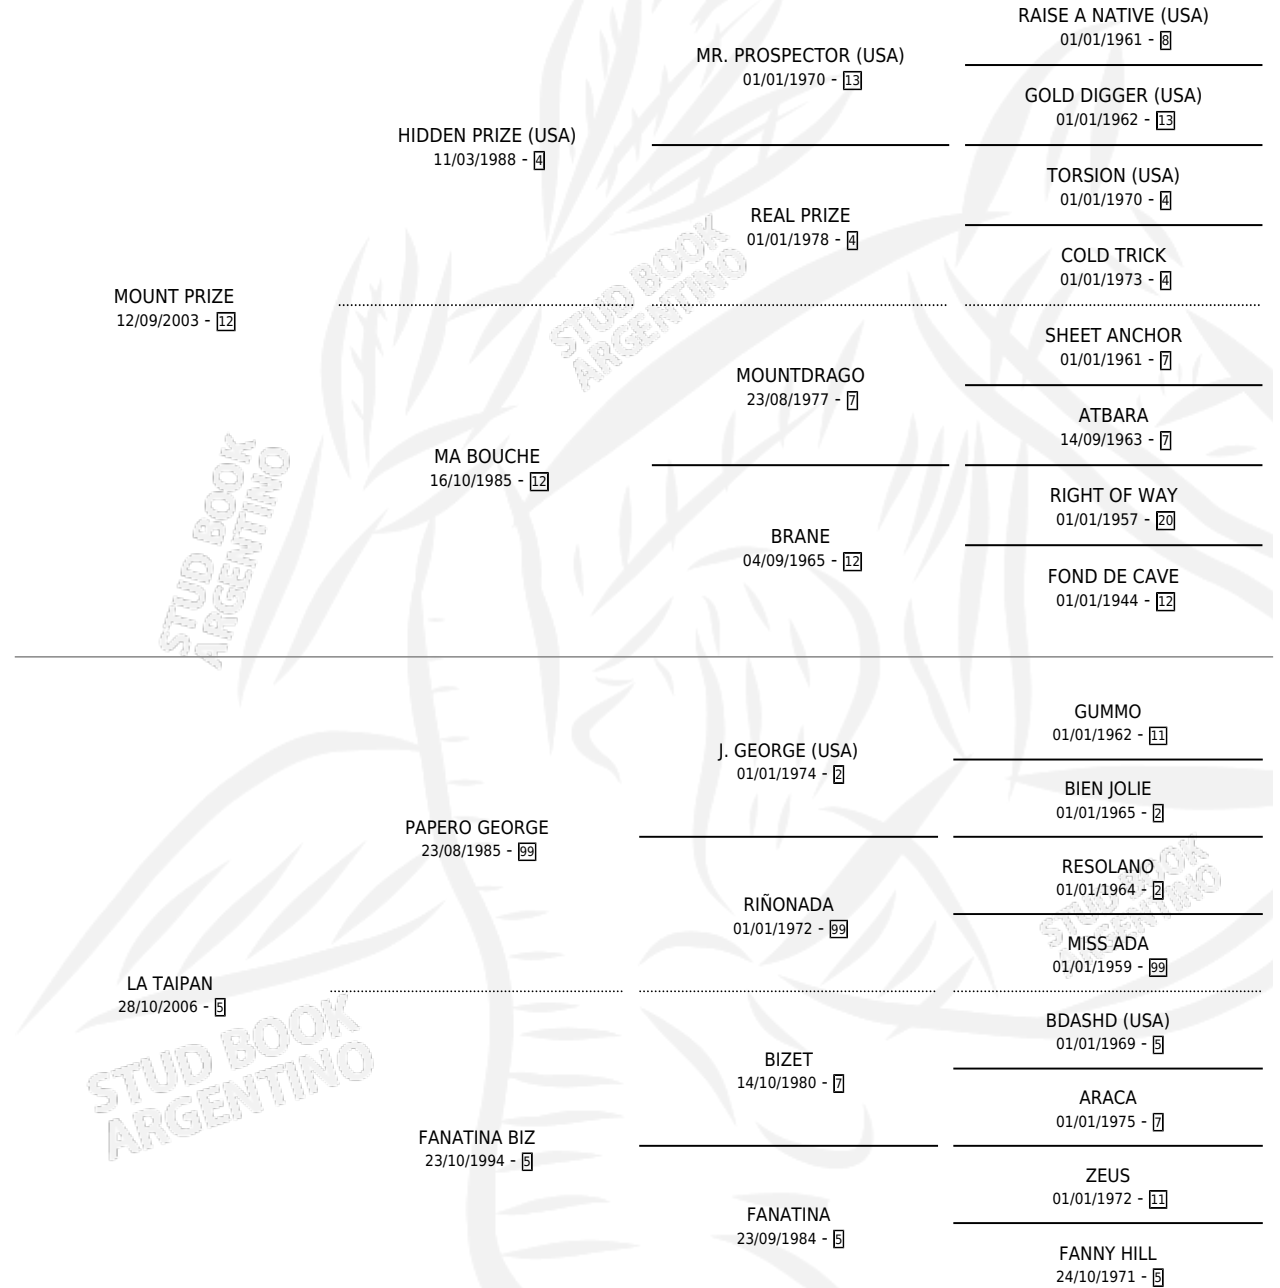 RAISE A NATIVE (USA)
01/01/1961 - 8
MR. PROSPECTOR (USA)
01/01/1970 - 13
GOLD DIGGER (USA)
01/01/1962 - 13
HIDDEN PRIZE (USA)
11/03/1988 - 4
TORSION (USA)
01/01/1970 - 4
REAL PRIZE
01/01/1978 - 4
COLD TRICK
01/01/1973 - 4
MOUNT PRIZE
12/09/2003 - 12
SHEET ANCHOR
01/01/1961 - 7
MOUNTDRAGO
23/08/1977 - 7
ATBARA
14/09/1963 - 7
MA BOUCHE
16/10/1985 - 12
RIGHT OF WAY
01/01/1957 - 20
BRANE
04/09/1965 - 12
FOND DE CAVE
01/01/1944 - 12
GUMMO
01/01/1962 - 11
J. GEORGE (USA)
01/01/1974 - 2
BIEN JOLIE
01/01/1965 - 2
PAPERO GEORGE
23/08/1985 - 99
RESOLANO
01/01/1964 - 2
RIÑONADA
01/01/1972 - 99
MISS ADA
01/01/1959 - 99
LA TAIPAN
28/10/2006 - 5
BDASHD (USA)
01/01/1969 - 5
BIZET
14/10/1980 - 7
ARACA
01/01/1975 - 7
FANATINA BIZ
23/10/1994 - 5
ZEUS
01/01/1972 - 11
FANATINA
23/09/1984 - 5
FANNY HILL
24/10/1971 - 5
STUD BOOK
ARGENTINO
STUD BOOK
ARGENTINO
STUD BOOK
ARGENTINO
STUD BOOK
ARGENTINO